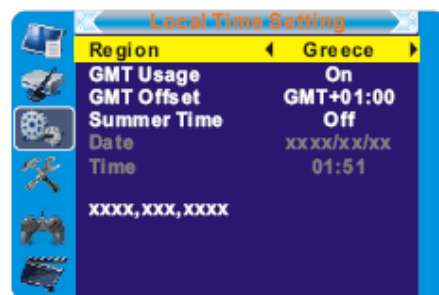 Local Time Setting
Region Greece
GMT Usage On
GMT Offset GMT+01:00
Summer Time Off
Date xxxx/xx/xx
Time 01:51
xxxx,xxx,xxxx